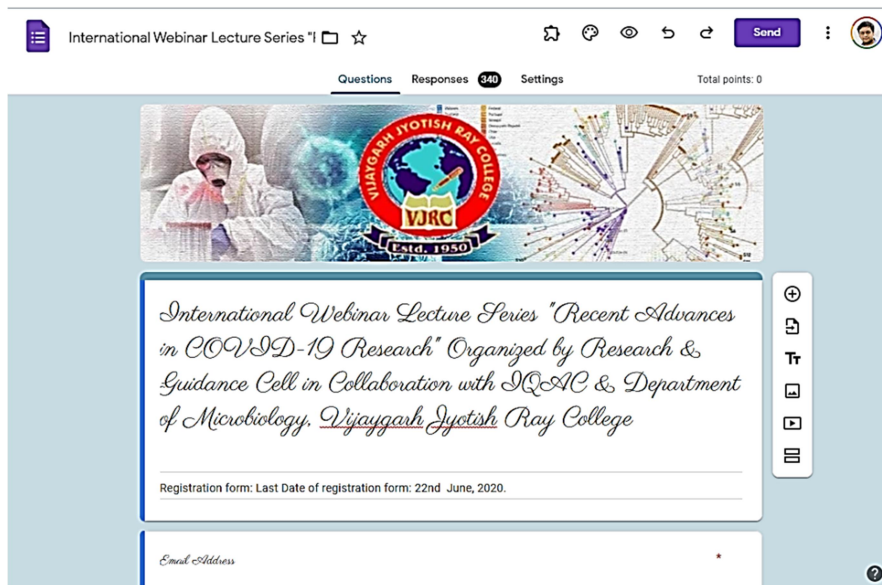 International Webinar Lecture Series "I
Send
Questions
Responses
340
Settings
Total points: 0
VIJAYGARH JYOTISH RAY COLLEGE
VJRC
Estd. 1950
International Webinar Lecture Series "Recent Advances
in COVID-19 Research" Organized by Research &
Guidance Cell in Collaboration with IQAC & Department
of Microbiology, Vijaygarh Jyotish Ray College
Tт
Registration form: Last Date of registration form: 22nd June, 2020.
Email Address
*